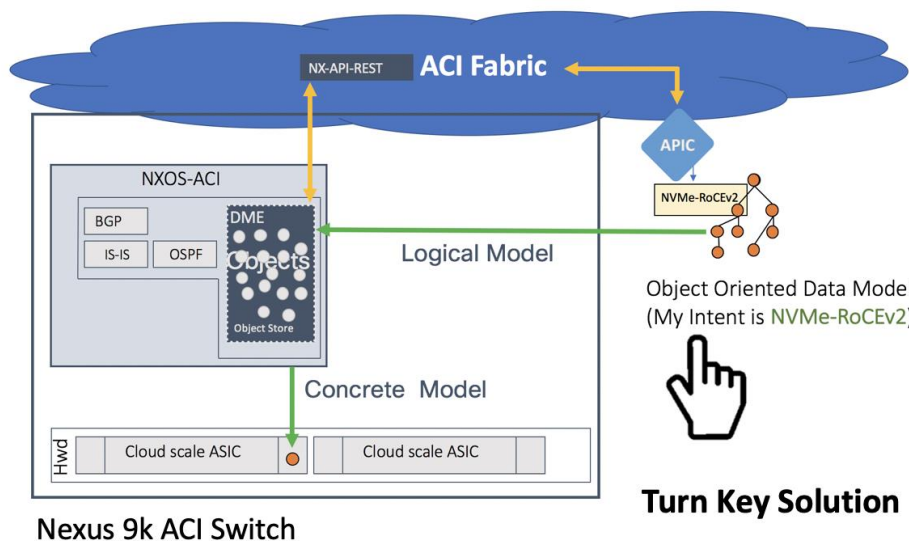 NX-API-REST
ACI Fabric
APIC
NVMe-RoCEv2
NXOS-ACI
BGP
IS-IS
OSPF
DME
Objects
Object Store
Logical Model
Object Oriented Data Mode
(My Intent is NVMe-RoCEv2)
Concrete Model
Hwd
Cloud scale ASIC
Cloud scale ASIC
Turn Key Solution
Nexus 9k ACI Switch